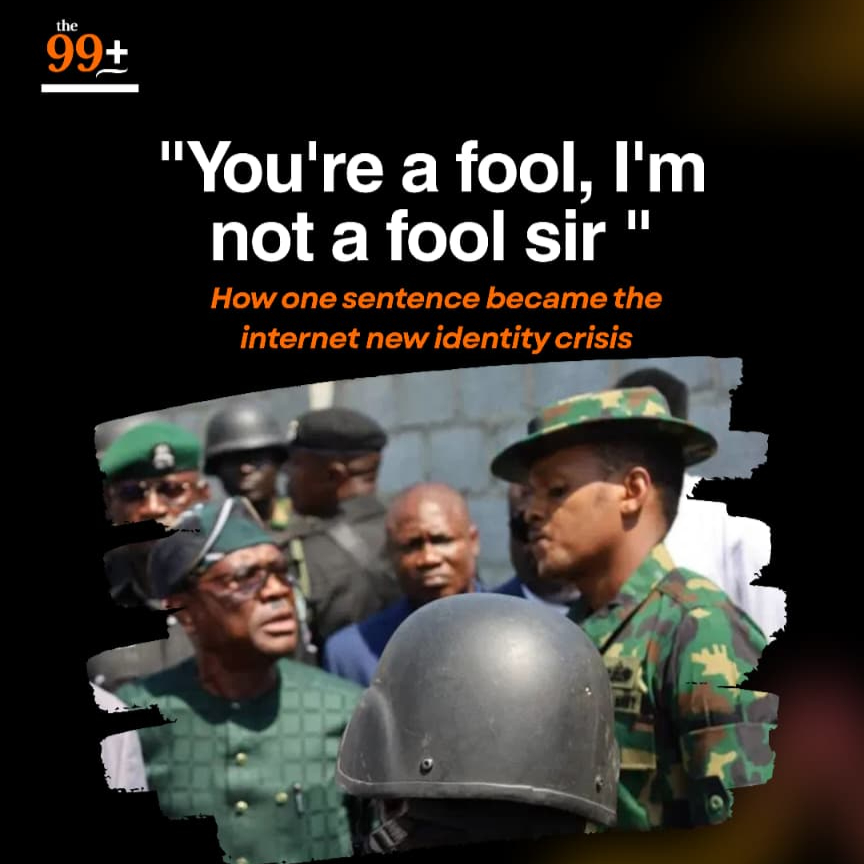 the
99+
"You're a fool, I'm
not a fool sir "
How one sentence became the
internet new identity crisis